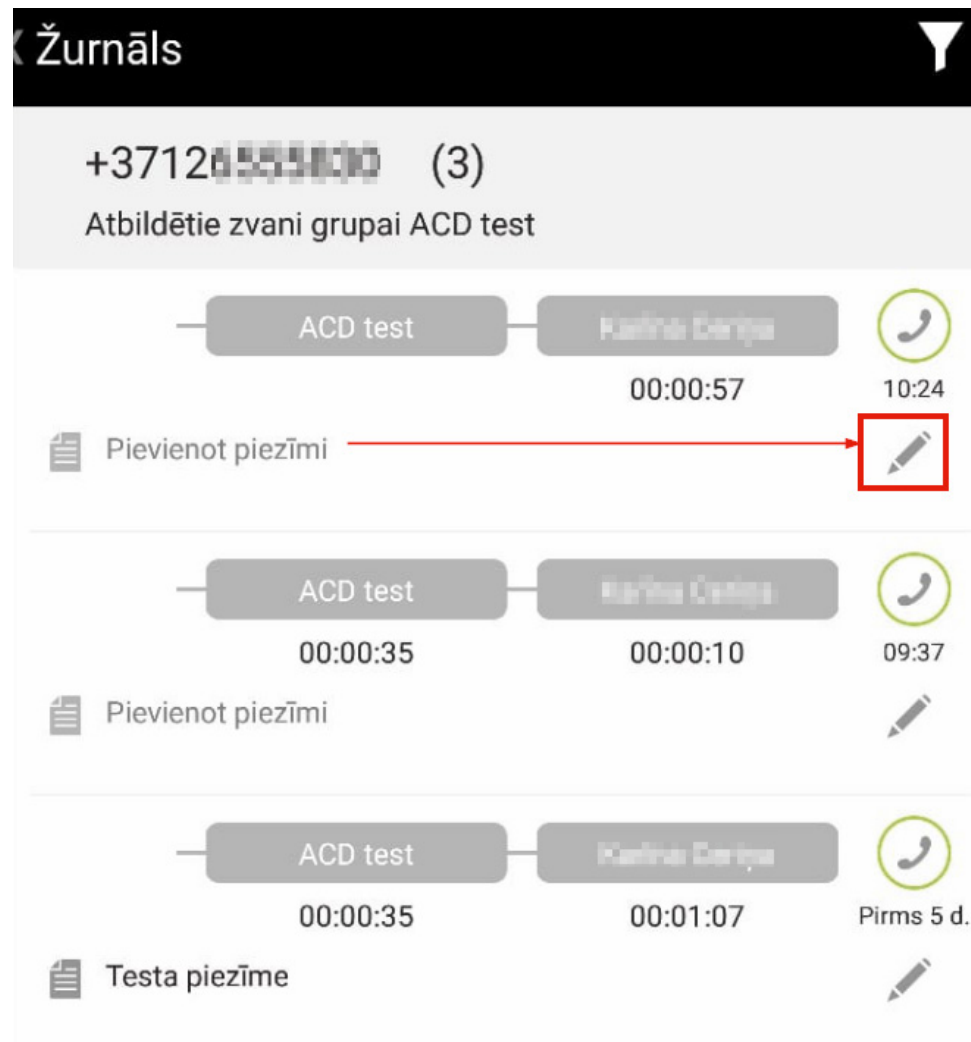 Žurnāls
+3712 (3)
Atbildētie zvani grupai ACD test
ACD test
00:00:57 10:24
Pievienot piezīmi
ACD test
00:00:35 00:00:10 09:37
Pievienot piezīmi
ACD test
00:00:35 00:01:07 Pirms 5 d.
Testa piezīme